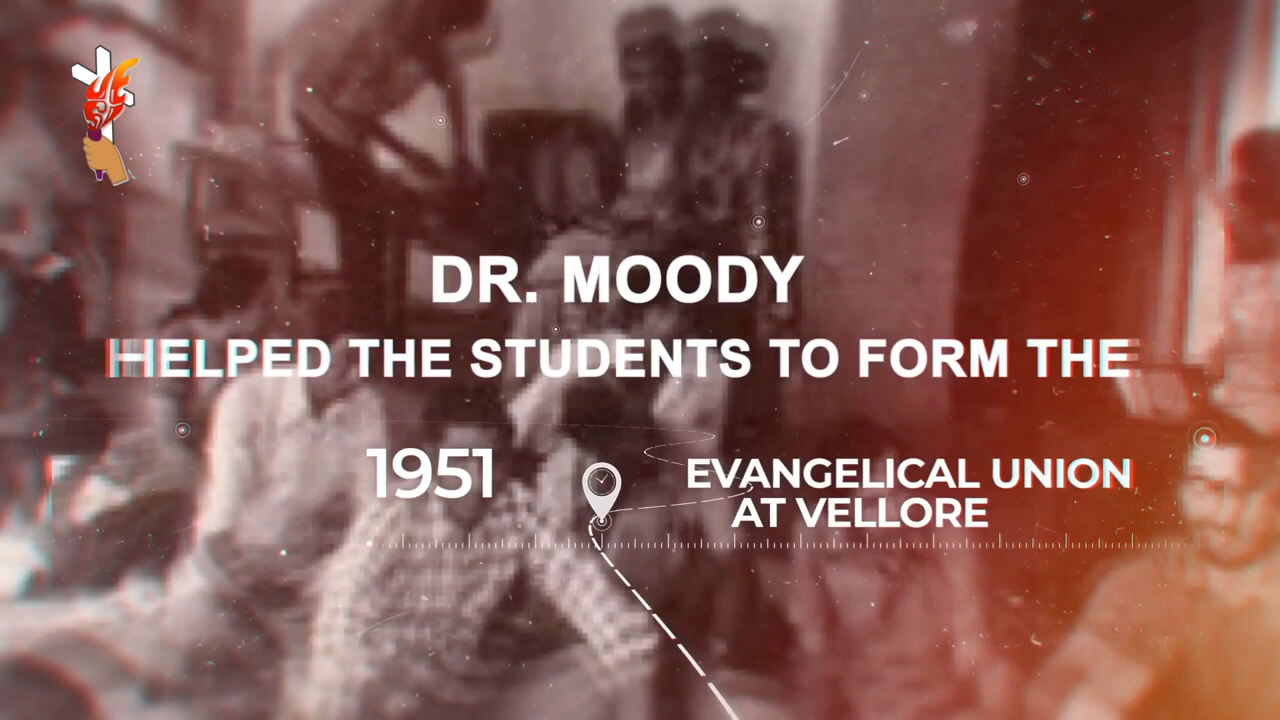 DR. MOODY
HELPED THE STUDENTS TO FORM THE
1951
EVANGELICAL UNION
AT VELLORE